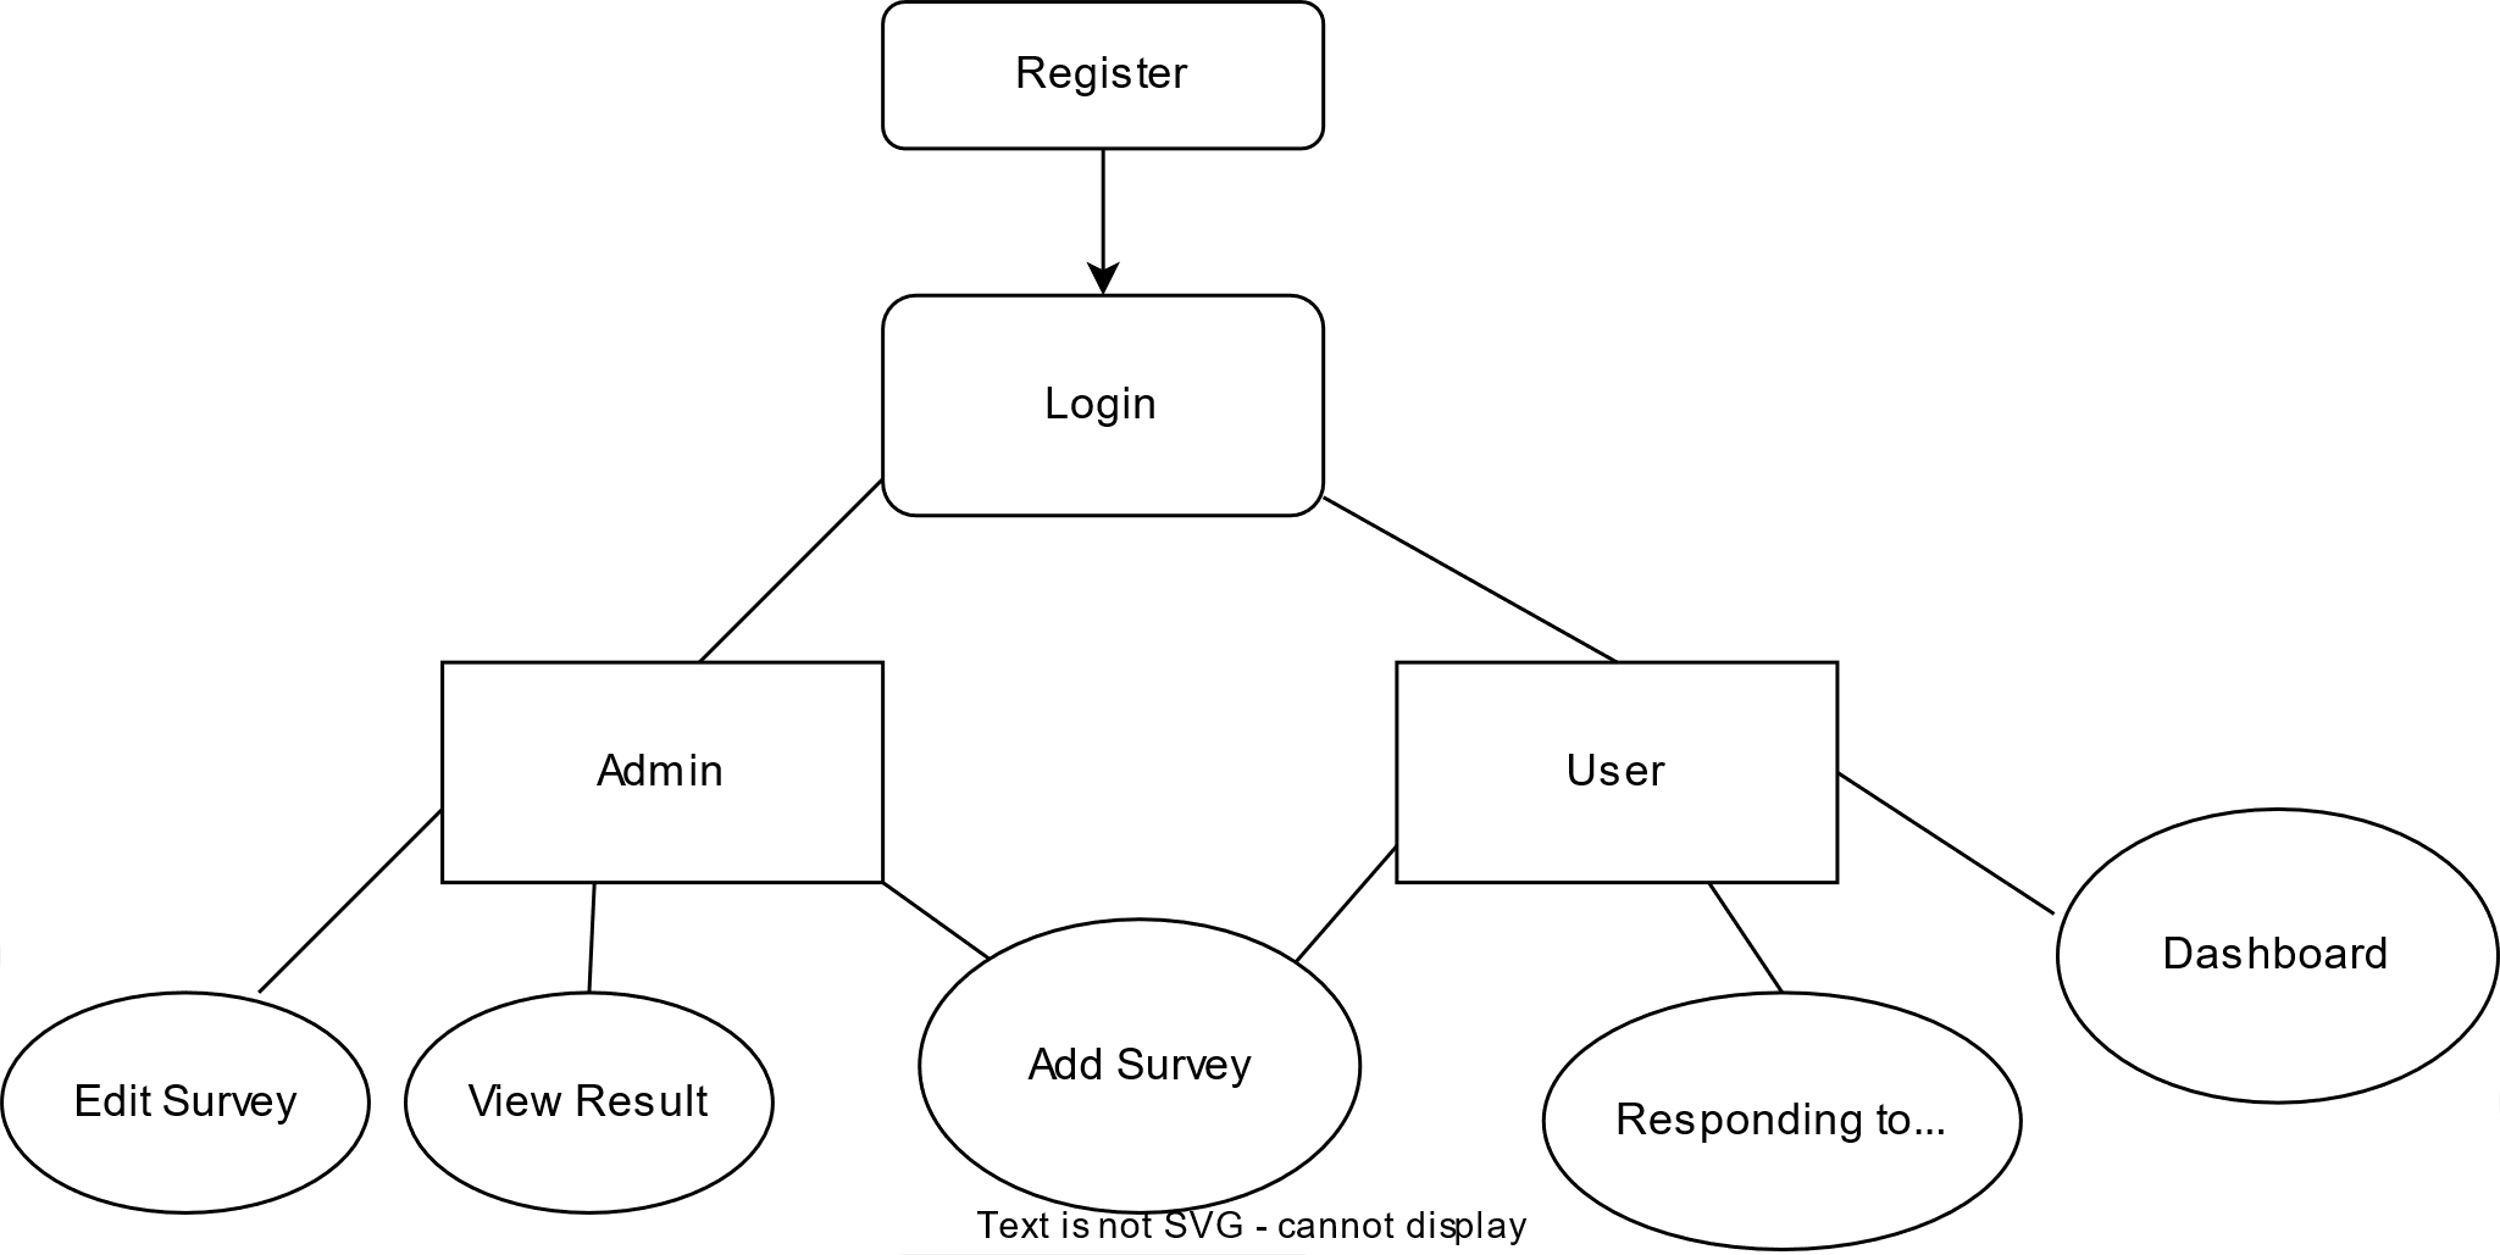 Register
Login
Admin
User
Dashboard
Add Survey
Edit Survey
View Result
Responding to...
Text is not SVG - cannot display